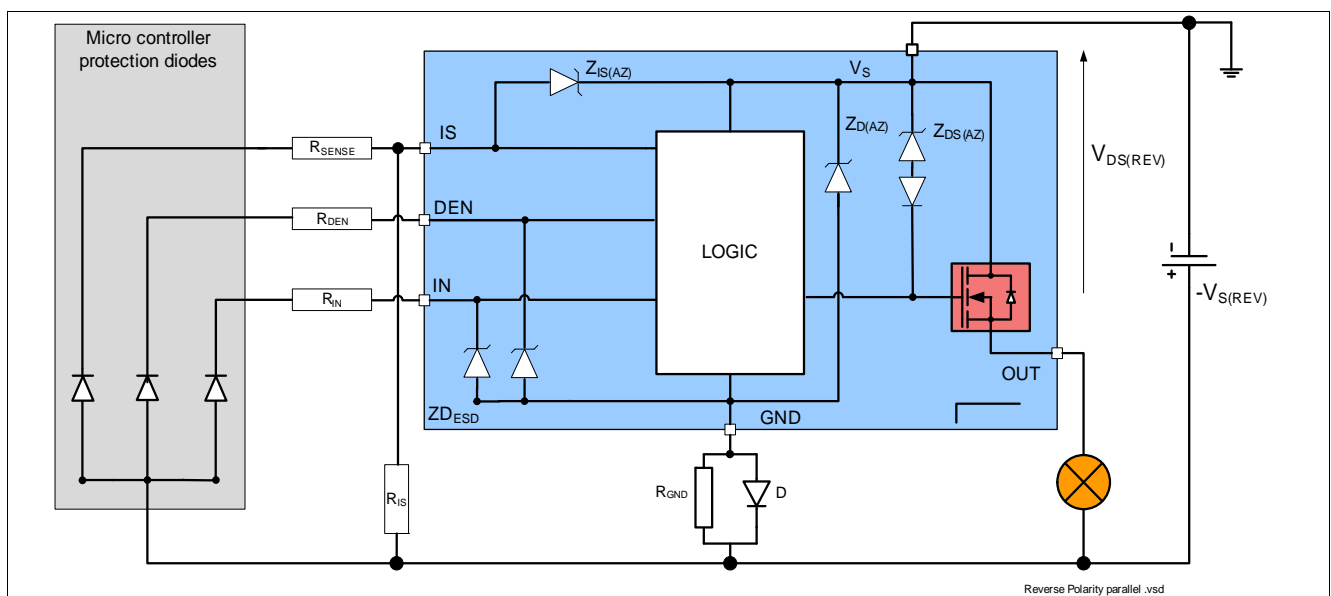 Micro controller
protection diodes
Z_IS(AZ)
V_S
IS
Z_D(AZ)
Z_DS(AZ)
R_SENSE
V_DS(REV)
DEN
R_DEN
LOGIC
IN
R_IN
-
+
-V_S(REV)
OUT
ZD_ESD
GND
R_IS
R_GND
D
Reverse Polarity parallel .vsd